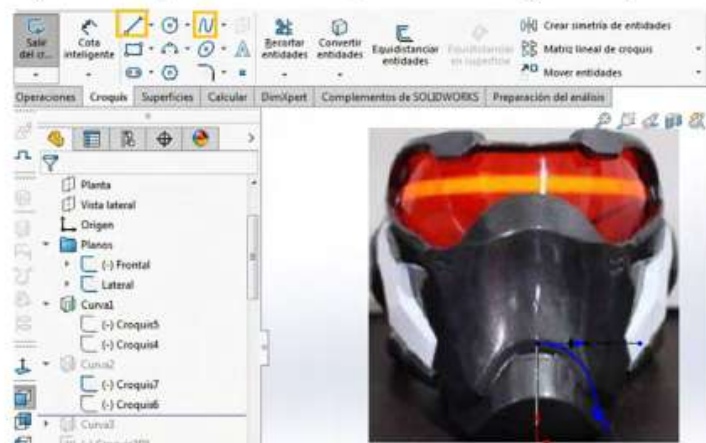 Salir del cr...
Cota inteligente
Recortar entidades
Convertir entidades
Equidistanciar entidades
Equidistanciar en superficie
Crear simetría de entidades
Matriz lineal de croquis
Mover entidades
Operaciones Croquis Superficies Calcular DimXpert Complementos de SOLIDWORKS Preparación del análisis
Planta
Vista lateral
Origen
Planos
(-) Frontal
Lateral
Curva1
(-) Croquis5
(-) Croquis4
Curva2
(-) Croquis7
(-) Croquis6
Curva3